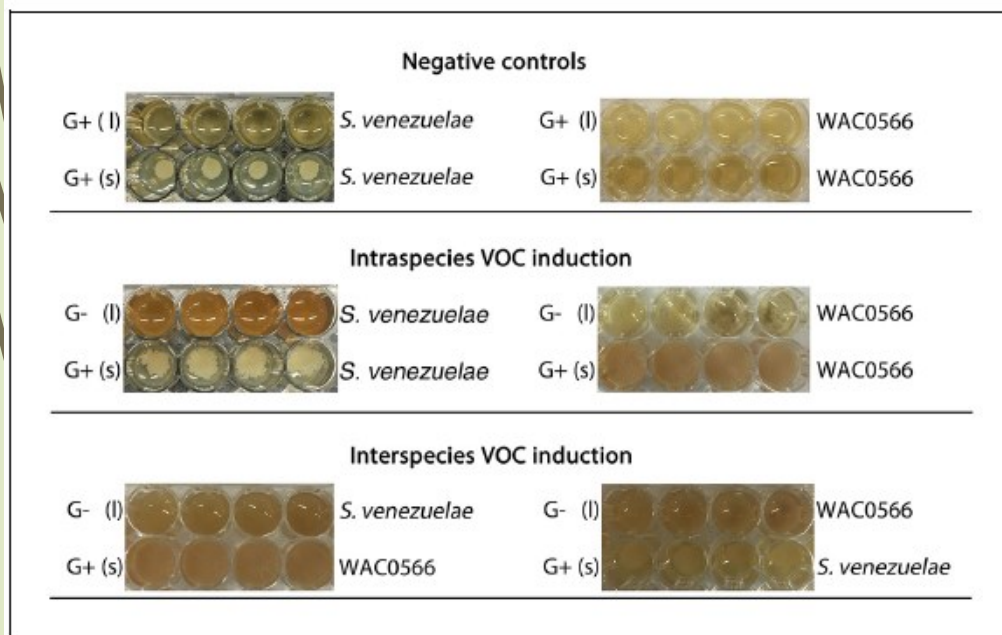 Negative controls
G+ ( l) S. venezuelae G+ (l) WAC0566
G+ (s) S. venezuelae G+ (s) WAC0566
Intraspecies VOC induction
G- (l) S. venezuelae G- (l) WAC0566
G+ (s) S. venezuelae G+ (s) WAC0566
Interspecies VOC induction
G- (l) S. venezuelae G- (l) WAC0566
G+ (s) WAC0566 G+ (s) S. venezuelae